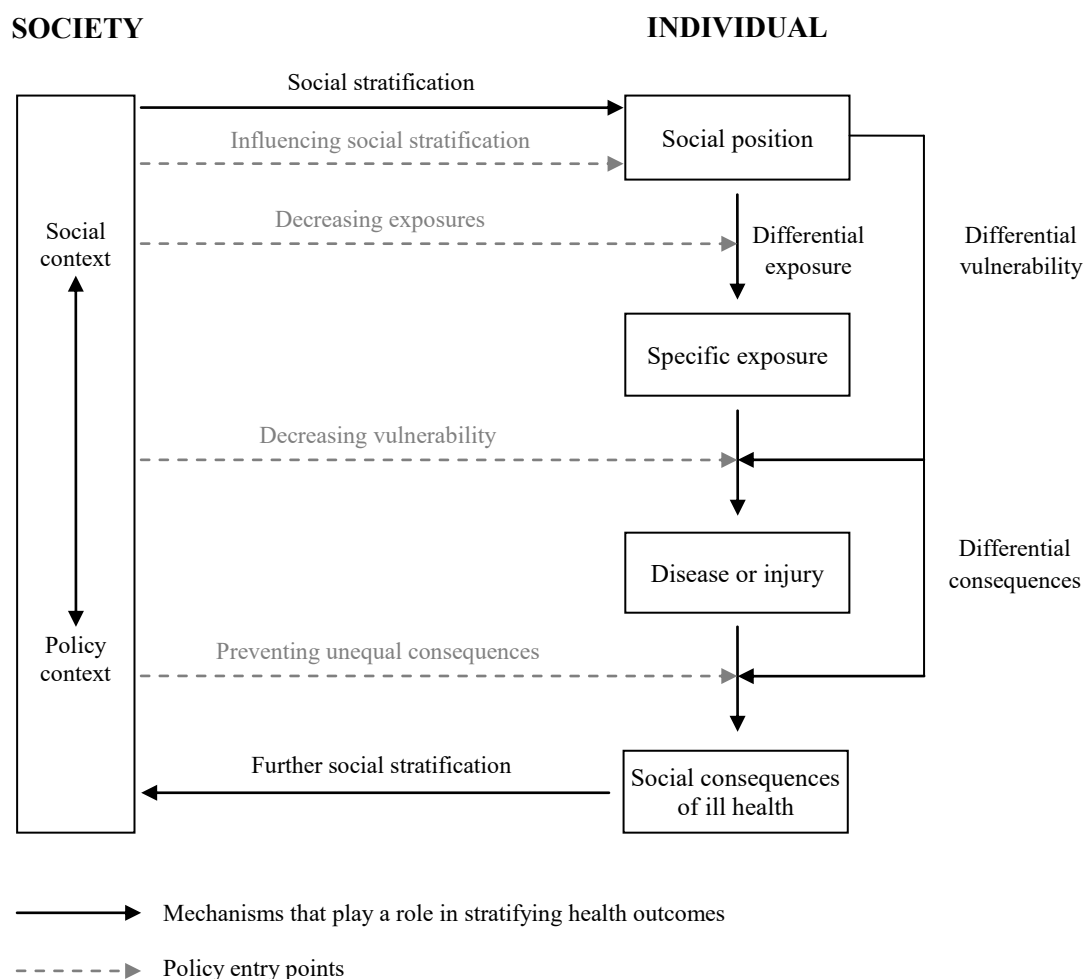 SOCIETY
INDIVIDUAL
Social stratification
Influencing social stratification
Social position
Decreasing exposures
Social
context
Differential
exposure
Differential
vulnerability
Specific exposure
Decreasing vulnerability
Disease or injury
Differential
consequences
Policy
context
Preventing unequal consequences
Further social stratification
Social consequences
of ill health
Mechanisms that play a role in stratifying health outcomes
Policy entry points